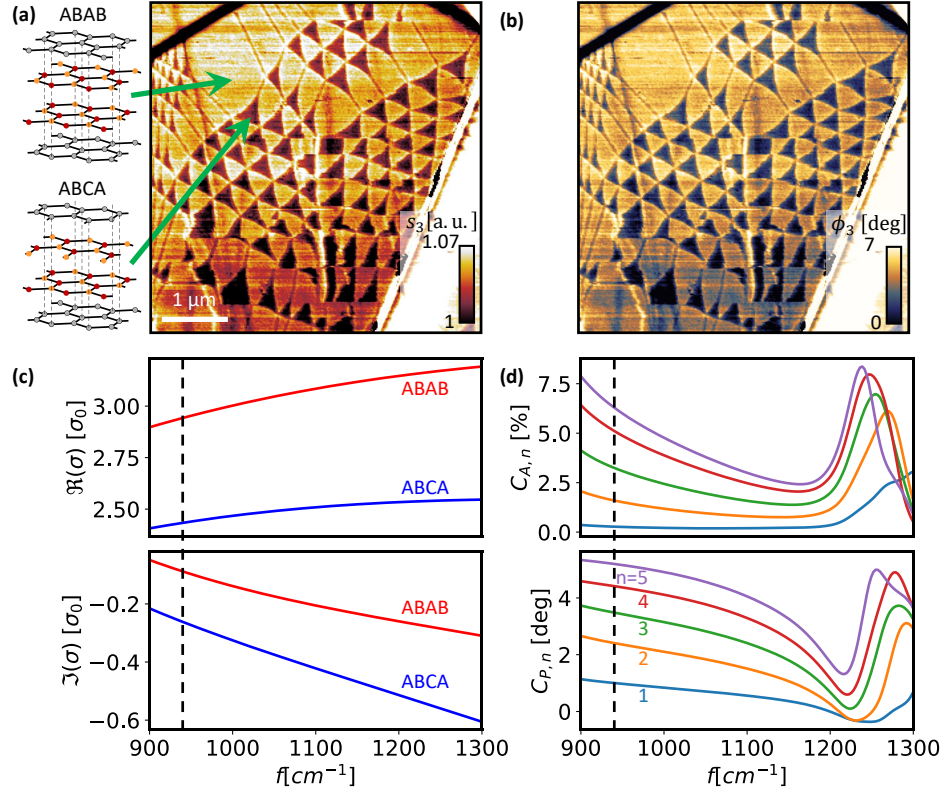 (a)
ABAB
ABCA
s₃ [a. u.]
1.07
1
1 μm
(b)
ϕ₃ [deg]
7
0
(c)
ℜ(σ) [σ₀]
3.00
2.75
2.50
ABAB
ABCA
ℑ(σ) [σ₀]
−0.2
−0.4
−0.6
ABAB
ABCA
900 1000 1100 1200 1300
f[cm⁻¹]
(d)
C_{A,n} [%]
7.5
5.0
2.5
0.0
C_{P,n} [deg]
4
2
0
n=5
4
3
2
1
900 1000 1100 1200 1300
f[cm⁻¹]